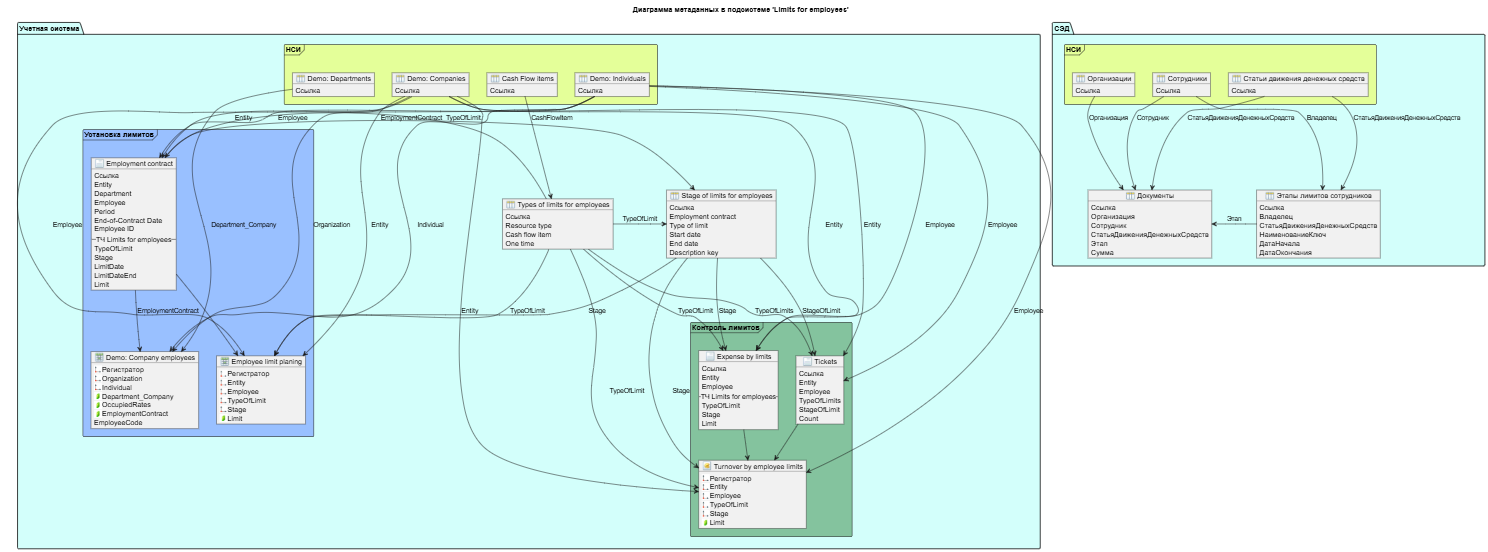 Диаграмма метаданных в подсистеме 'Limits for employees'
Учетная система
НСИ
Demo: Departments
Ссылка
Demo: Companies
Ссылка
Cash Flow items
Ссылка
Demo: Individuals
Ссылка
Entity
Employee
EmploymentContract
TypeOfLimit
CashFlowItem
Установка лимитов
Employment contract
Ссылка
Entity
Department
Employee
Period
End-of-Contract Date
Employee ID
ТЧ Limits for employees
TypeOfLimit
Stage
LimitDate
LimitDateEnd
Limit
Types of limits for employees
Ссылка
Resource type
Cash flow item
One time
TypeOfLimit
Stage of limits for employees
Ссылка
Employment contract
Type of limit
Start date
End date
Description key
Employee
Department_Company
Organization
Entity
Individual
Entity
Entity
Employee
Employee
EmploymentContract
TypeOfLimit
Entity
TypeOfLimit
Stage
TypeOfLimit
Stage
TypeOfLimits
StageOfLimit
Employee
Demo: Company employees
Регистратор
Organization
Individual
Department_Company
OccupiedRates
EmploymentContract
EmployeeCode
Employee limit planing
Регистратор
Entity
Employee
TypeOfLimit
Stage
Limit
TypeOfLimit
Stage
Контроль лимитов
Expense by limits
Ссылка
Entity
Employee
ТЧ Limits for employees
TypeOfLimit
Stage
Limit
Tickets
Ссылка
Entity
Employee
TypeOfLimits
StageOfLimit
Count
Turnover by employee limits
Регистратор
Entity
Employee
TypeOfLimit
Stage
Limit
СЭД
НСИ
Организации
Ссылка
Сотрудники
Ссылка
Статьи движения денежных средств
Ссылка
Организация
Сотрудник
СтатьяДвиженияДенежныхСредств
Владелец
СтатьяДвиженияДенежныхСредств
Документы
Ссылка
Организация
Сотрудник
СтатьяДвиженияДенежныхСредств
Этап
Сумма
Этап
Этапы лимитов сотрудников
Ссылка
Владелец
СтатьяДвиженияДенежныхСредств
НаименованиеКлюч
ДатаНачала
ДатаОкончания